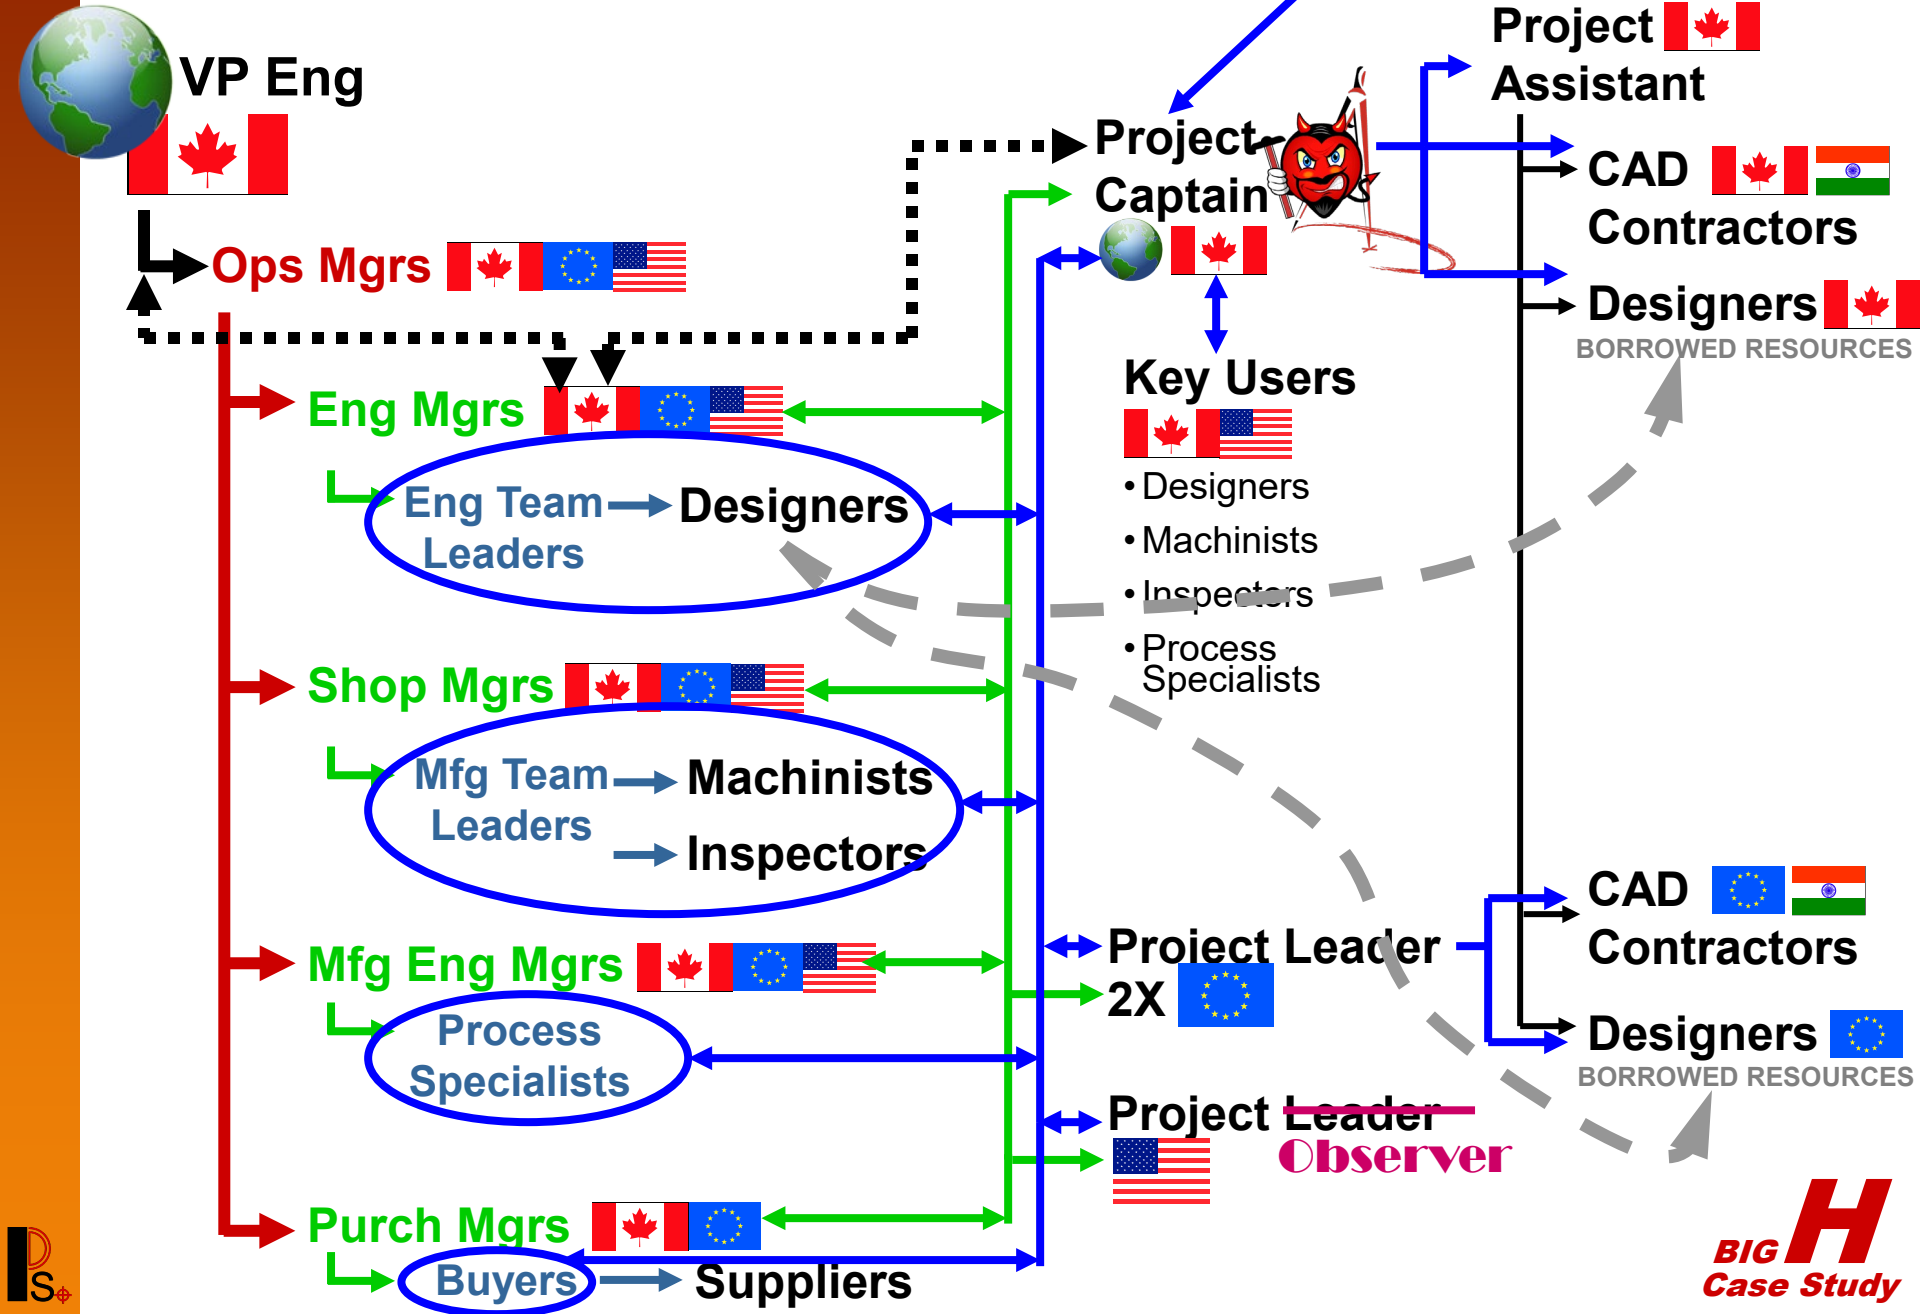 VP Eng
Ops Mgrs
Eng Mgrs
Eng Team
Leaders
Designers
Shop Mgrs
Mfg Team
Leaders
Machinists
Inspectors
Mfg Eng Mgrs
Process
Specialists
Purch Mgrs
Buyers
Suppliers
Project
Captain
Key Users
• Designers
• Machinists
• Inspectors
• Process
Specialists
Project Leader
2X
Project Leader
Observer
Project
Assistant
CAD
Contractors
Designers
BORROWED RESOURCES
CAD
Contractors
Designers
BORROWED RESOURCES
PS
BIG H
Case Study